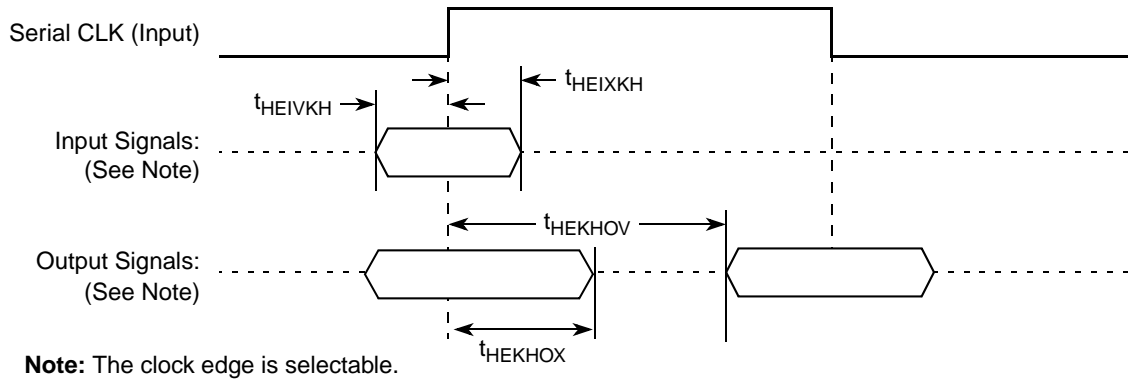 Serial CLK (Input)
tHEIXKH
tHEIVKH
Input Signals:
(See Note)
tHEKHOV
Output Signals:
(See Note)
tHEKHOX
Note: The clock edge is selectable.